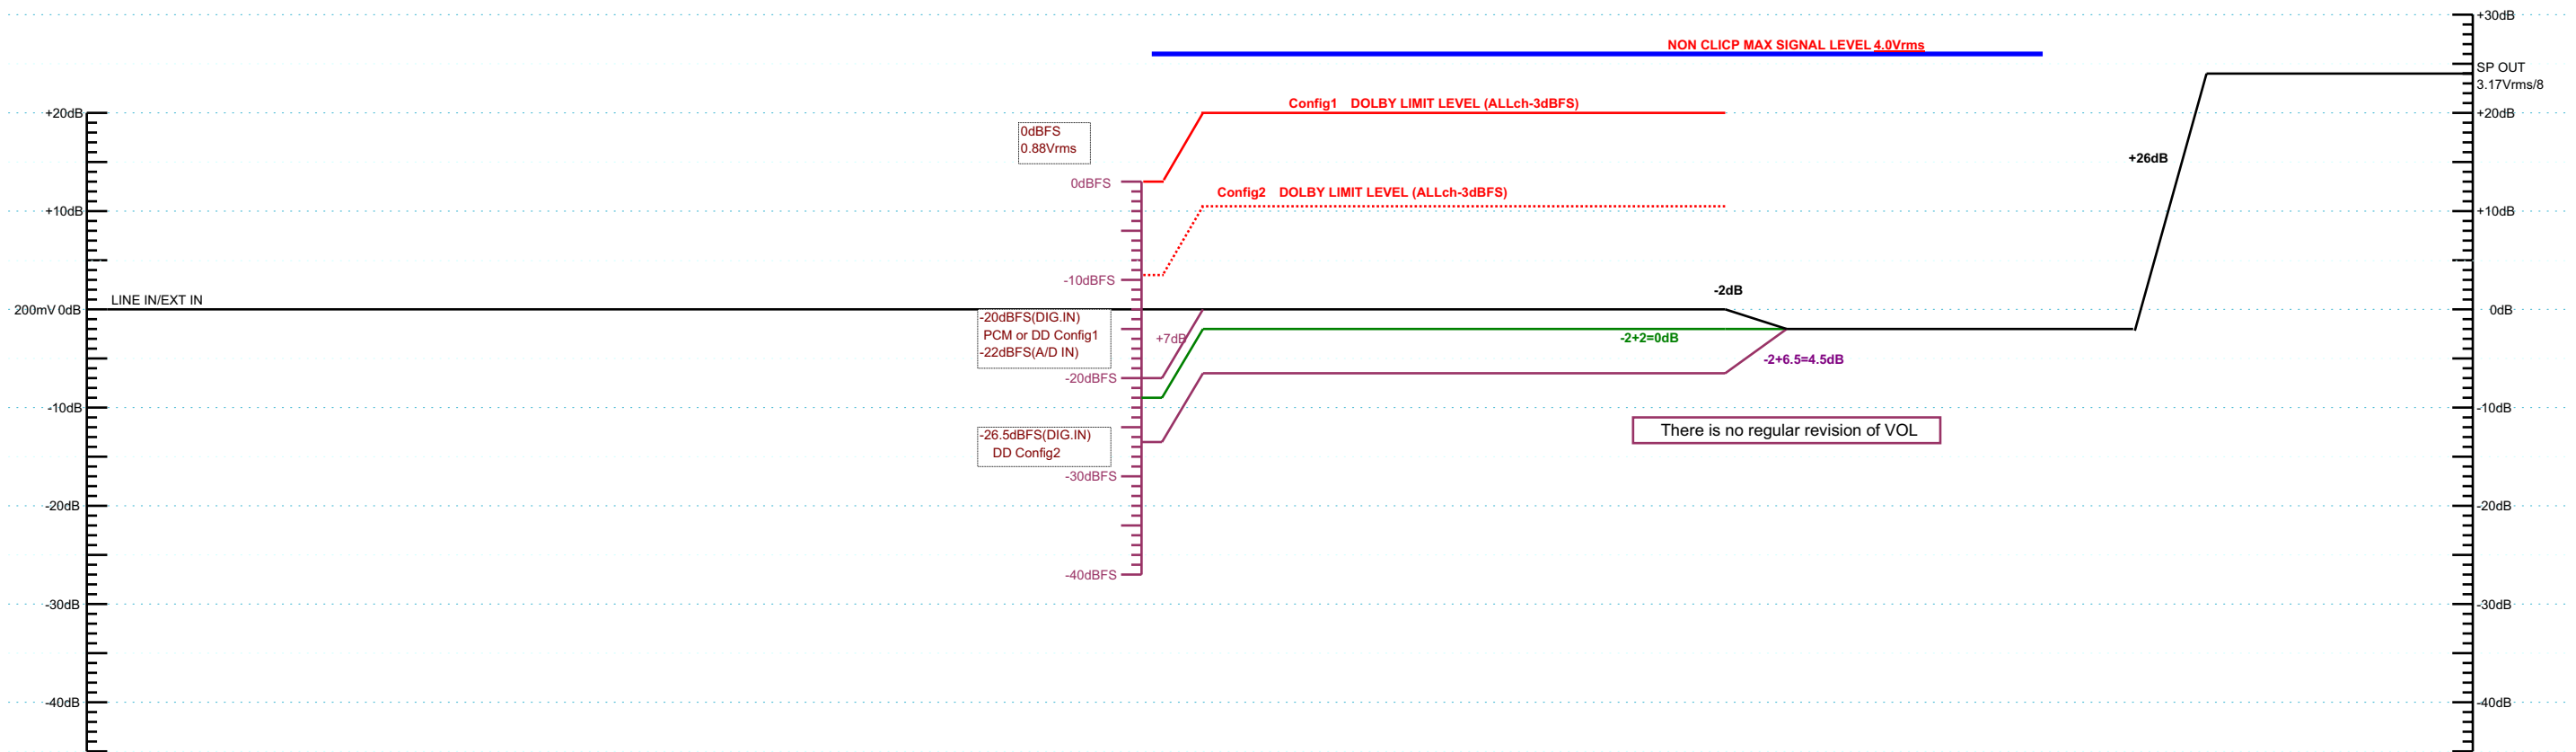 +30dB
NON CLICP MAX SIGNAL LEVEL 4.0Vrms
SP OUT
3.17Vrms/8
Config1 DOLBY LIMIT LEVEL (ALLch-3dBFS)
+20dB
+20dB
0dBFS
0.88Vrms
+26dB
0dBFS
Config2 DOLBY LIMIT LEVEL (ALLch-3dBFS)
+10dB
+10dB
-10dBFS
-2dB
LINE IN/EXT IN
200mV 0dB
0dB
-20dBFS(DIG.IN)
PCM or DD Config1
-22dBFS(A/D IN)
+7dB
-2+2=0dB
-2+6.5=4.5dB
-20dBFS
-10dB
-10dB
There is no regular revision of VOL
-26.5dBFS(DIG.IN)
DD Config2
-30dBFS
-20dB
-20dB
-40dBFS
-30dB
-30dB
-40dB
-40dB